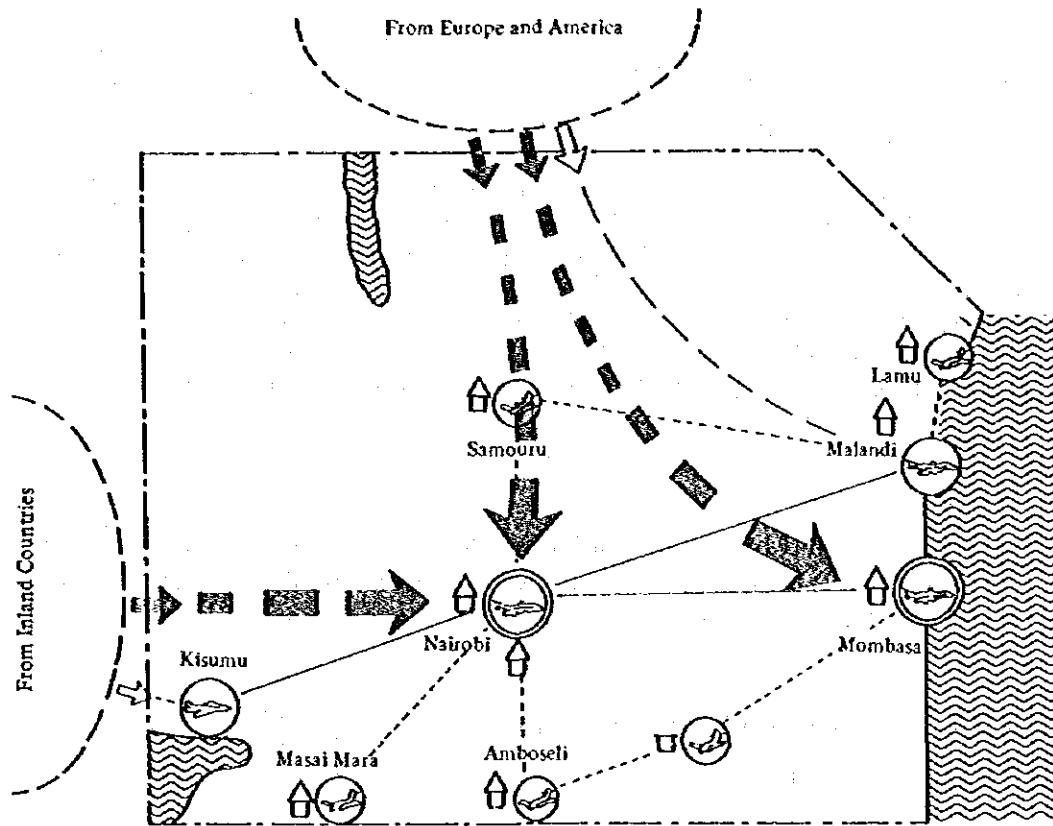 From Europe and America
Lamu
Samouru
Malandi
From Inland Countries
Nairobi
Mombasa
Kisumu
Masai Mara
Amboseli